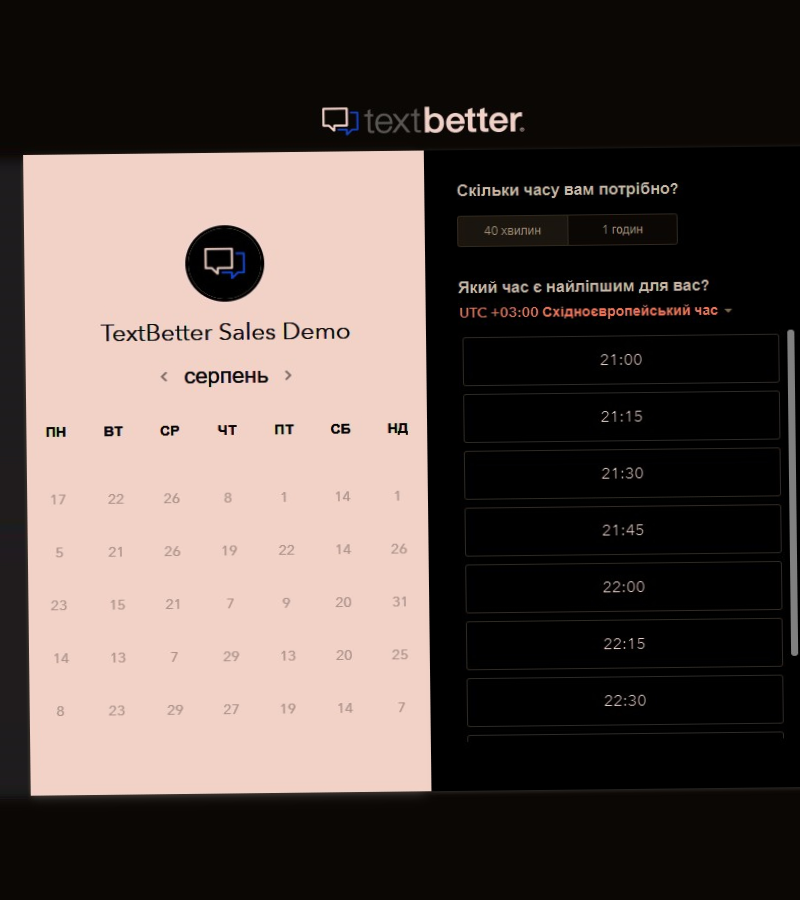 textbetter.
TextBetter Sales Demo
серпень
ПН ВТ СР ЧТ ПТ СБ НД
17 22 26 8 1 14 1
5 21 26 19 22 14 26
23 15 21 7 9 20 31
14 13 7 29 13 20 25
8 23 29 27 19 14 7
Скільки часу вам потрібно?
40 хвилин 1 годин
Який час є найліпшим для вас?
UTC +03:00 Східноєвропейський час
21:00
21:15
21:30
21:45
22:00
22:15
22:30